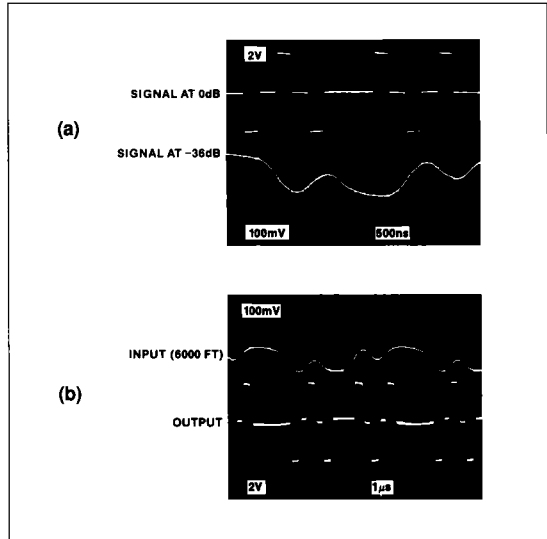 (a)
2V
SIGNAL AT 0dB
SIGNAL AT −36dB
100mV 500ns
(b)
100mV
INPUT (6000 FT)
OUTPUT
2V 1μs